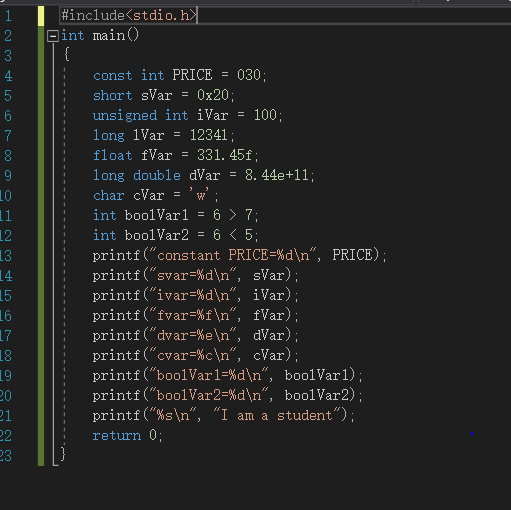 1 #include<stdio.h>
2 int main()
3 {
4 const int PRICE = 030;
5 short sVar = 0x20;
6 unsigned int iVar = 100;
7 long lVar = 1234l;
8 float fVar = 331.45f;
9 long double dVar = 8.44e+11;
10 char cVar = 'w';
11 int boolVar1 = 6 > 7;
12 int boolVar2 = 6 < 5;
13 printf("constant PRICE=%d\n", PRICE);
14 printf("svar=%d\n", sVar);
15 printf("ivar=%d\n", iVar);
16 printf("fvar=%f\n", fVar);
17 printf("dvar=%e\n", dVar);
18 printf("cvar=%c\n", cVar);
19 printf("boolVar1=%d\n", boolVar1);
20 printf("boolVar2=%d\n", boolVar2);
21 printf("%s\n", "I am a student");
22 return 0;
23 }